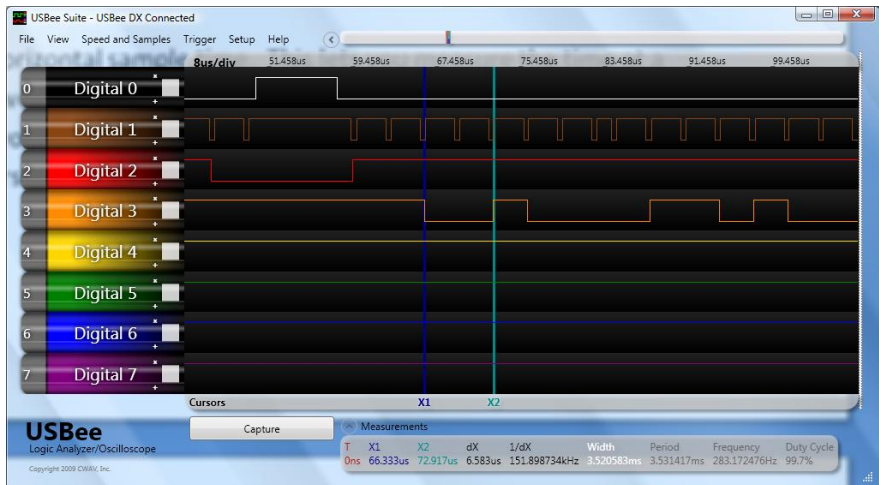 USBee Suite - USBee DX Connected
File View Speed and Samples Trigger Setup Help
8us/div 51.458us 59.458us 67.458us 75.458us 83.458us 91.458us 99.458us
0 Digital 0
1 Digital 1
2 Digital 2
3 Digital 3
4 Digital 4
5 Digital 5
6 Digital 6
7 Digital 7
Cursors X1 X2
USBee
Logic Analyzer/Oscilloscope
Copyright 2009 CWAV, Inc.
Capture
Measurements
T X1 X2 dX 1/dX Width Period Frequency Duty Cycle
0ns 66.333us 72.917us 6.583us 151.898734kHz 3.520583ms 3.531417ms 283.172476Hz 99.7%